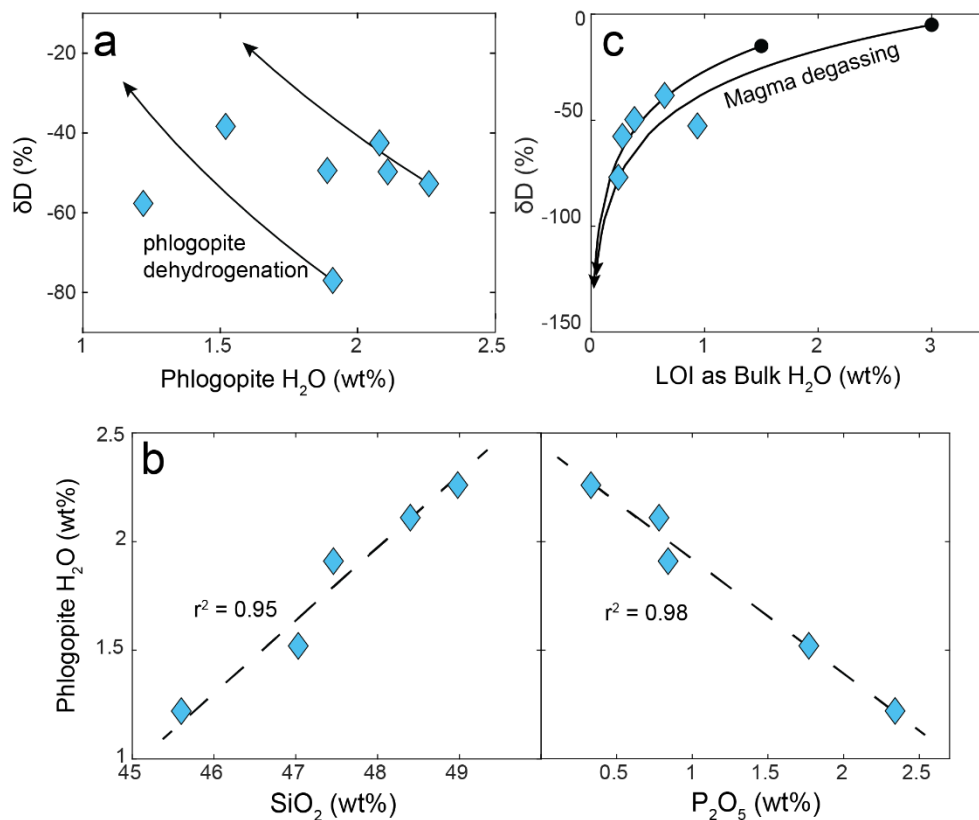 a
0
-20
-40
-60
-80
δD (%)
1
1.5
2
2.5
Phlogopite H₂O (wt%)
phlogopite
dehydrogenation
c
0
-50
-100
-150
δD (%)
0
1
2
3
LOI as Bulk H₂O (wt%)
Magma degassing
b
2.5
2
1.5
1
Phlogopite H₂O (wt%)
r² = 0.95
45
46
47
48
49
SiO₂ (wt%)
r² = 0.98
0.5
1
1.5
2
2.5
P₂O₅ (wt%)